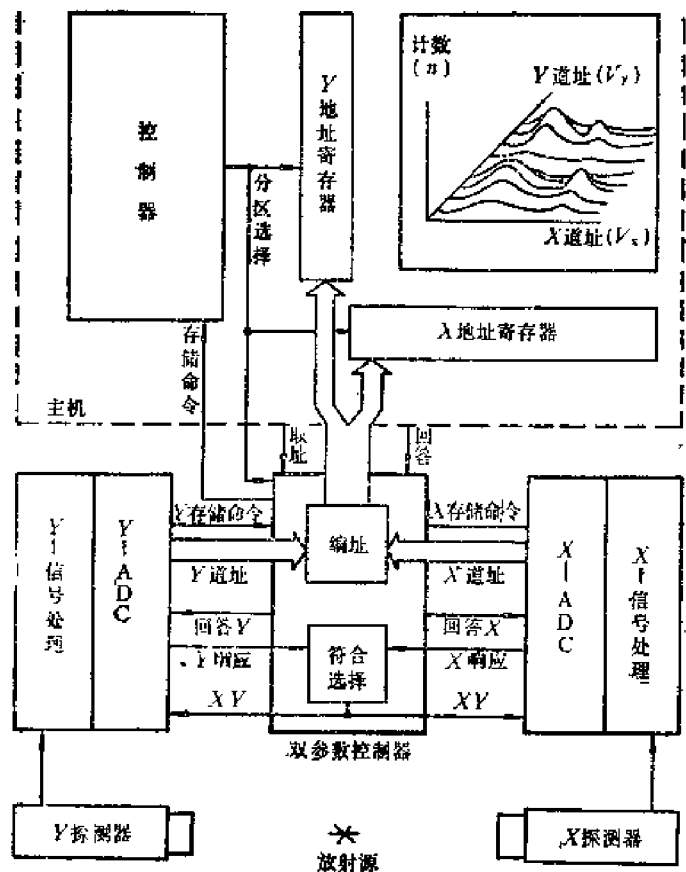 控制器
Y地址寄存器
计数
(n)
Y道址(Vy)
X道址(Vx)
分区选择
存储命令
X地址寄存器
主机
取址
回答
Y-信号处理
Y-ADC
Y存储命令
编址
X存储命令
Y道址
X道址
回答Y
回答X
Y响应
符合
选择
X响应
XY
XY
X-ADC
X-信号处理
双参数控制器
Y探测器
放射源
X探测器